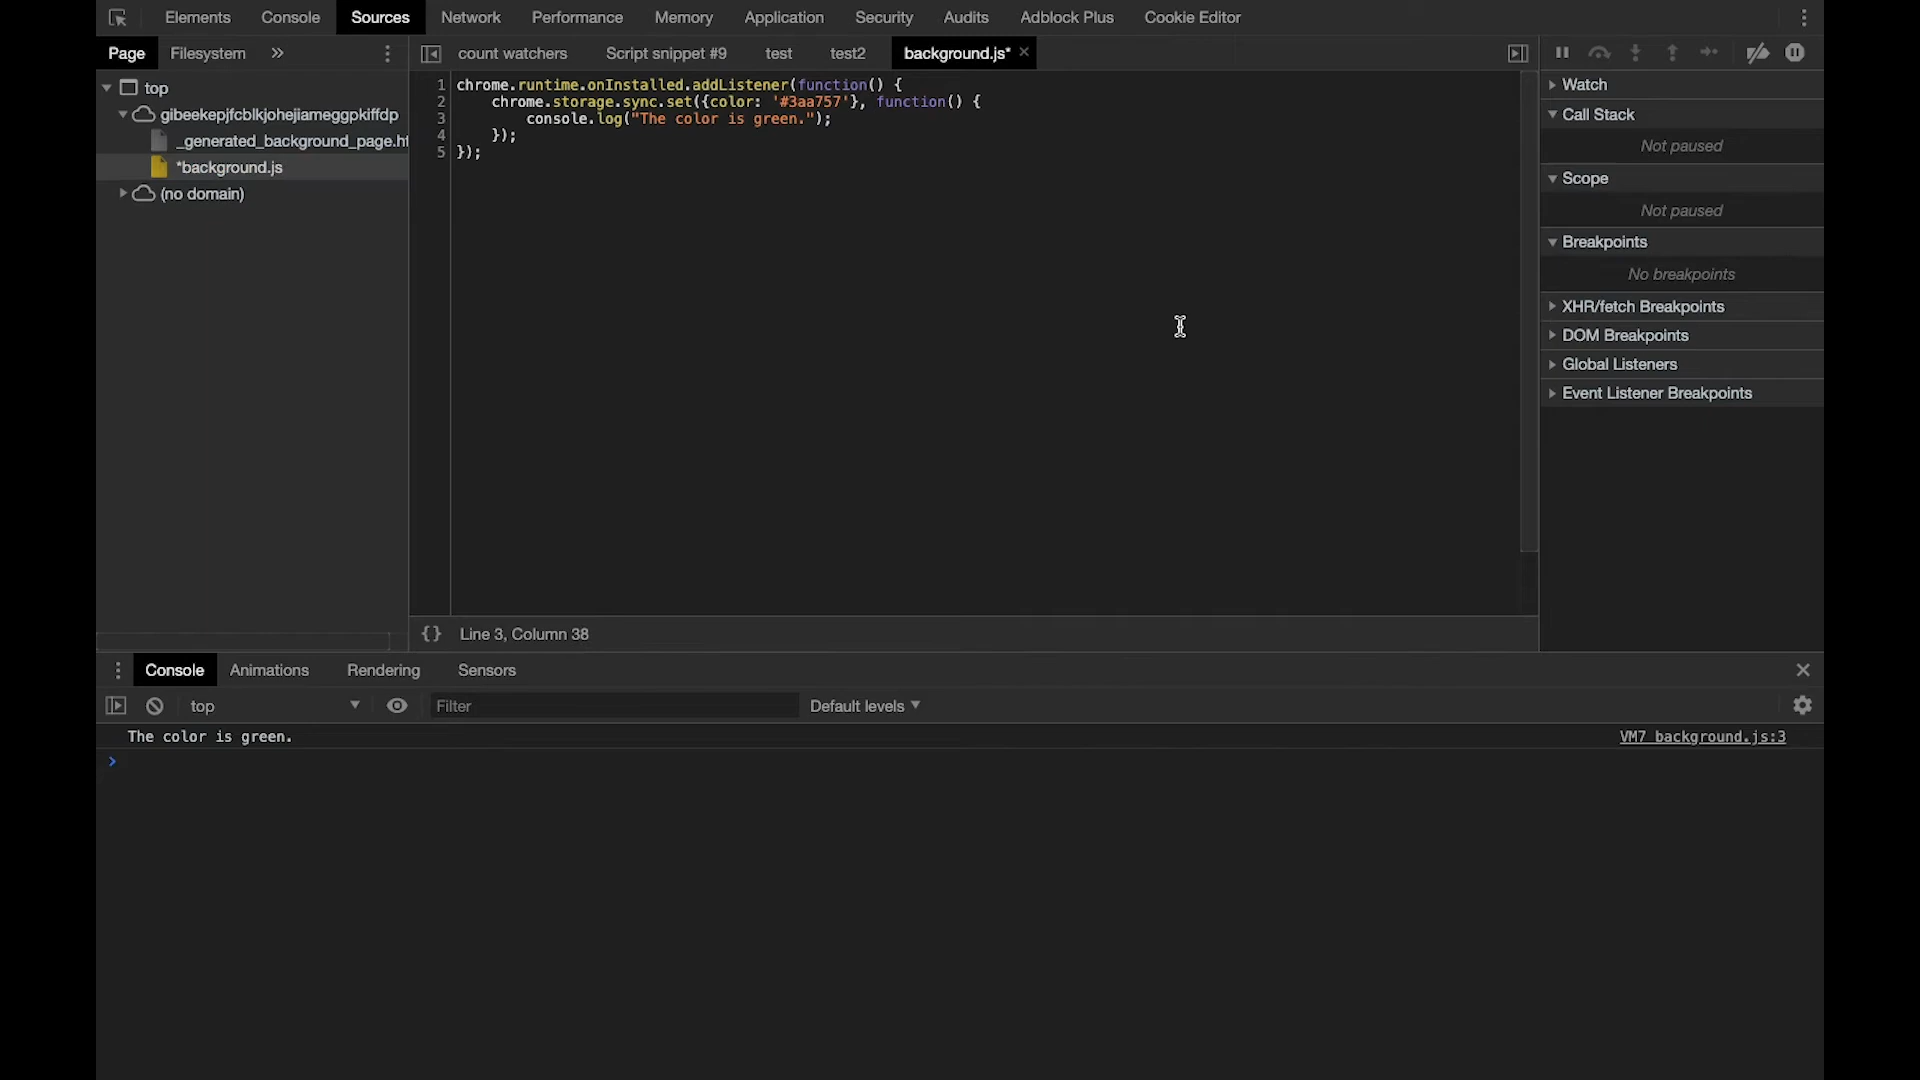 Elements Console Sources Network Performance Memory Application Security Audits Adblock Plus Cookie Editor
Page Filesystem » count watchers Script snippet #9 test test2 background.js* ×
top
gibeekepjfcblkjohejiameggpkiffdp
_generated_background_page.ht
*background.js
(no domain)
1 chrome.runtime.onInstalled.addListener(function() {
2 chrome.storage.sync.set({color: '#3aa757'}, function() {
3 console.log("The color is green.");
4 });
5 });
{} Line 3, Column 38
Watch
Call Stack
Not paused
Scope
Not paused
Breakpoints
No breakpoints
XHR/fetch Breakpoints
DOM Breakpoints
Global Listeners
Event Listener Breakpoints
Console Animations Rendering Sensors
top Filter Default levels
The color is green. VM7 background.js:3